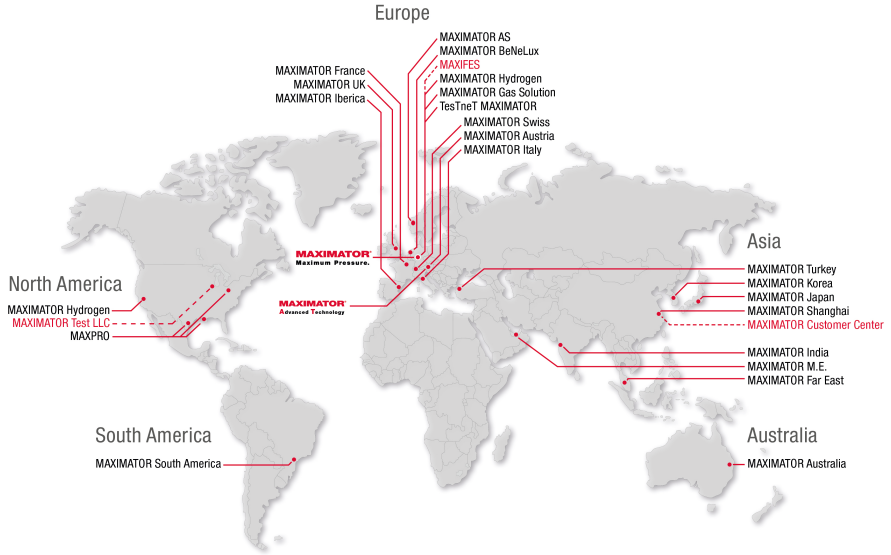 Europe
MAXIMATOR AS
MAXIMATOR BeNeLux
MAXIFES
MAXIMATOR Hydrogen
MAXIMATOR Gas Solution
TesTneT MAXIMATOR
MAXIMATOR France
MAXIMATOR UK
MAXIMATOR Iberica
MAXIMATOR Swiss
MAXIMATOR Austria
MAXIMATOR Italy
MAXIMATOR®
Maximum Pressure.
MAXIMATOR®
Advanced Technology
North America
MAXIMATOR Hydrogen
MAXIMATOR Test LLC
MAXPRO
Asia
MAXIMATOR Turkey
MAXIMATOR Korea
MAXIMATOR Japan
MAXIMATOR Shanghai
MAXIMATOR Customer Center
MAXIMATOR India
MAXIMATOR M.E.
MAXIMATOR Far East
South America
MAXIMATOR South America
Australia
MAXIMATOR Australia